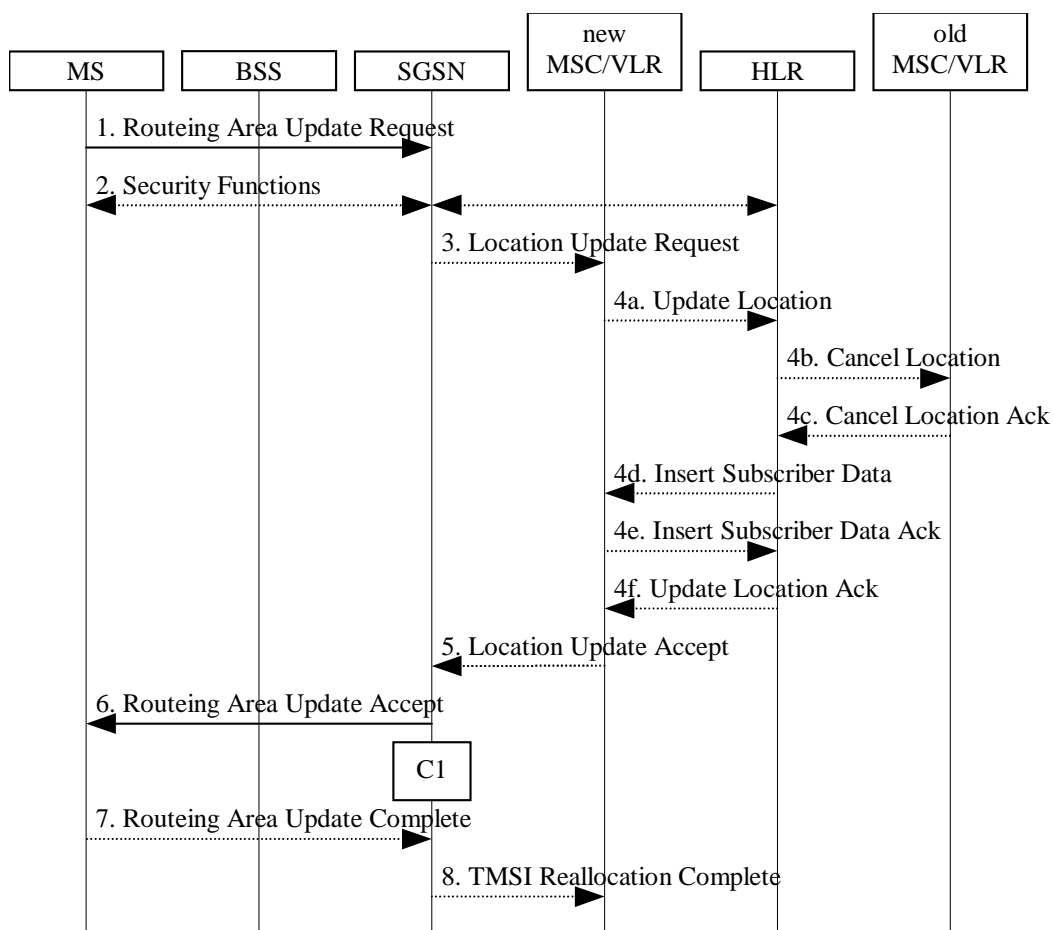 new
MSC/VLR
old
MSC/VLR
MS
BSS
SGSN
HLR
1. Routeing Area Update Request
2. Security Functions
3. Location Update Request
4a. Update Location
4b. Cancel Location
4c. Cancel Location Ack
4d. Insert Subscriber Data
4e. Insert Subscriber Data Ack
4f. Update Location Ack
5. Location Update Accept
6. Routeing Area Update Accept
C1
7. Routeing Area Update Complete
8. TMSI Reallocation Complete